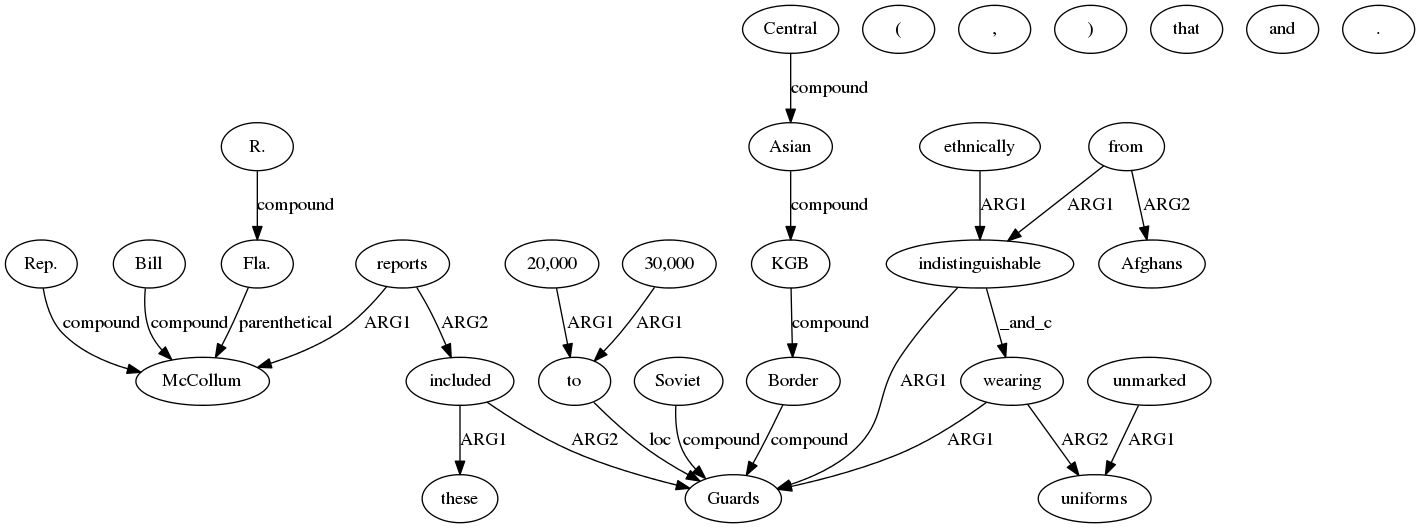 Central ( , ) that and .
compound
R. Asian ethnically from
compound compound ARG1 ARG1 ARG2
Rep. Bill Fla. reports 20,000 30,000 KGB indistinguishable Afghans
compound compound parenthetical ARG1 ARG2 ARG1 ARG1 compound _and_c
McCollum included to Soviet Border wearing unmarked
ARG1
ARG1 ARG2 loc compound compound ARG1 ARG2 ARG1
these Guards uniforms